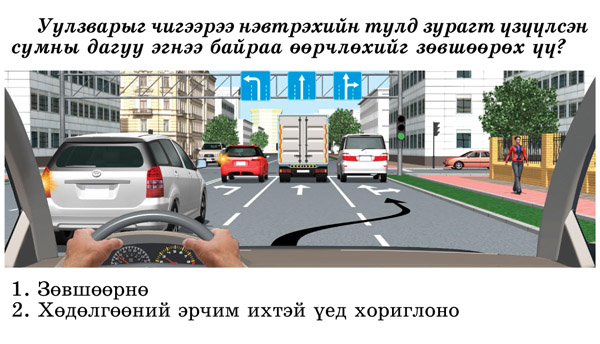 Уулзварыг чигээрээ нэвтрэхийн тулд зурагт үзүүлсэн
сумны дагуу эгнээ байраа өөрчлөхийг зөвшөөрөх үү?
1. Зөвшөөрнө
2. Хөдөлгөөний эрчим ихтэй үед хориглоно